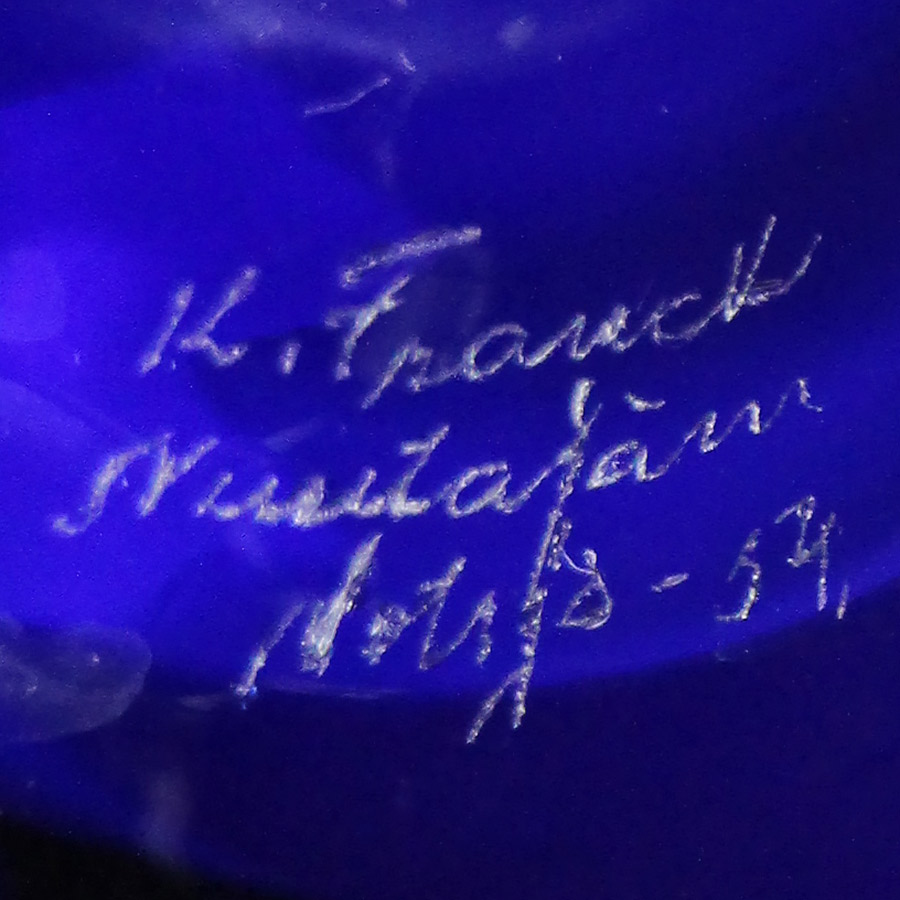 K. Franck
Nuutajärvi
Notsjö - 54.